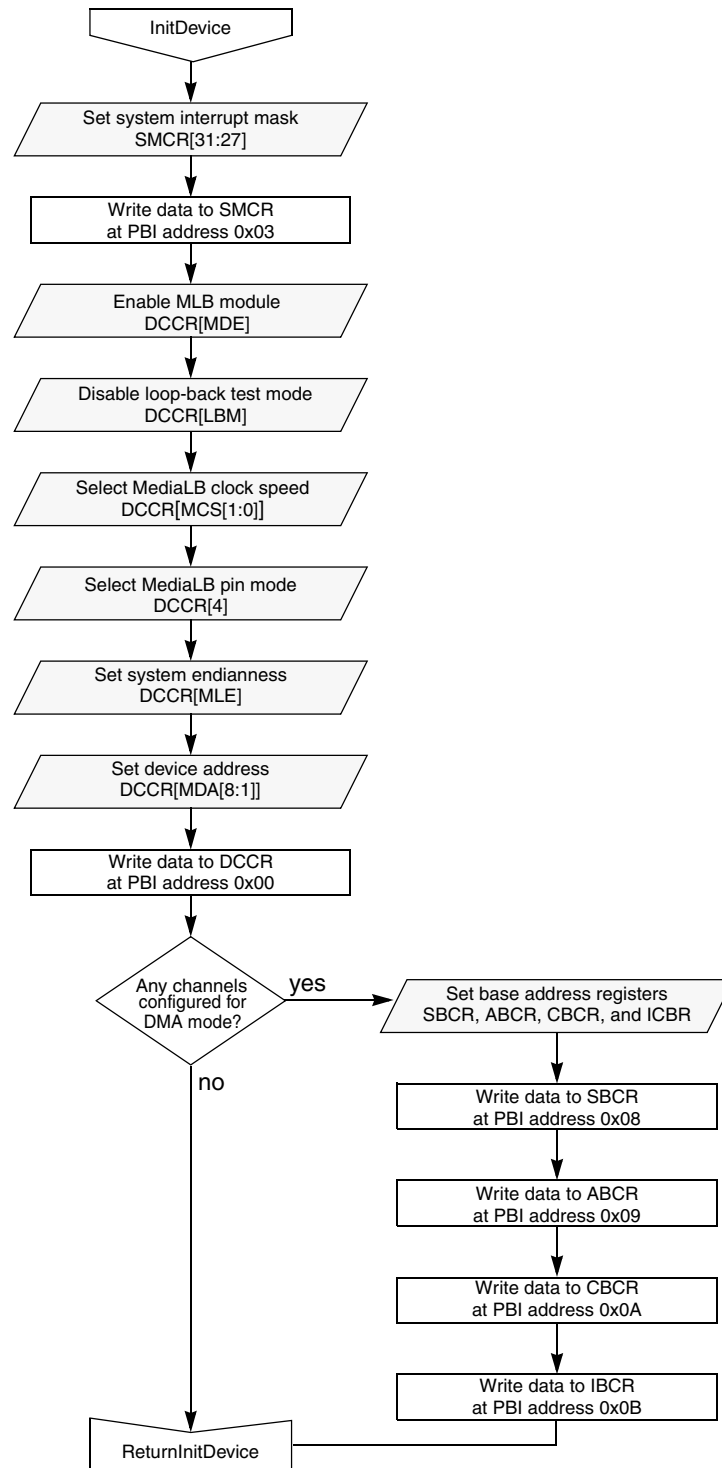 InitDevice
Set system interrupt mask
SMCR[31:27]
Write data to SMCR
at PBI address 0x03
Enable MLB module
DCCR[MDE]
Disable loop-back test mode
DCCR[LBM]
Select MediaLB clock speed
DCCR[MCS[1:0]]
Select MediaLB pin mode
DCCR[4]
Set system endianness
DCCR[MLE]
Set device address
DCCR[MDA[8:1]]
Write data to DCCR
at PBI address 0x00
Any channels
configured for
DMA mode?
yes
no
Set base address registers
SBCR, ABCR, CBCR, and ICBR
Write data to SBCR
at PBI address 0x08
Write data to ABCR
at PBI address 0x09
Write data to CBCR
at PBI address 0x0A
Write data to IBCR
at PBI address 0x0B
ReturnInitDevice